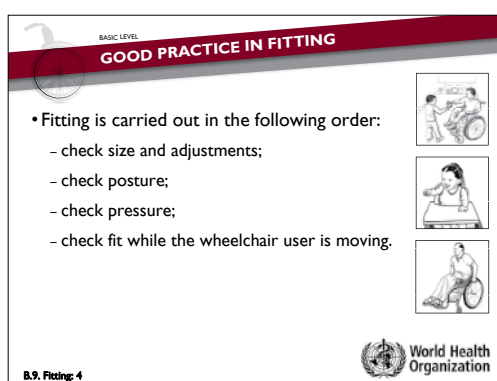 BASIC LEVEL
GOOD PRACTICE IN FITTING
• Fitting is carried out in the following order:
– check size and adjustments;
– check posture;
– check pressure;
– check fit while the wheelchair user is moving.
World Health
Organization
B.9. Fitting: 4